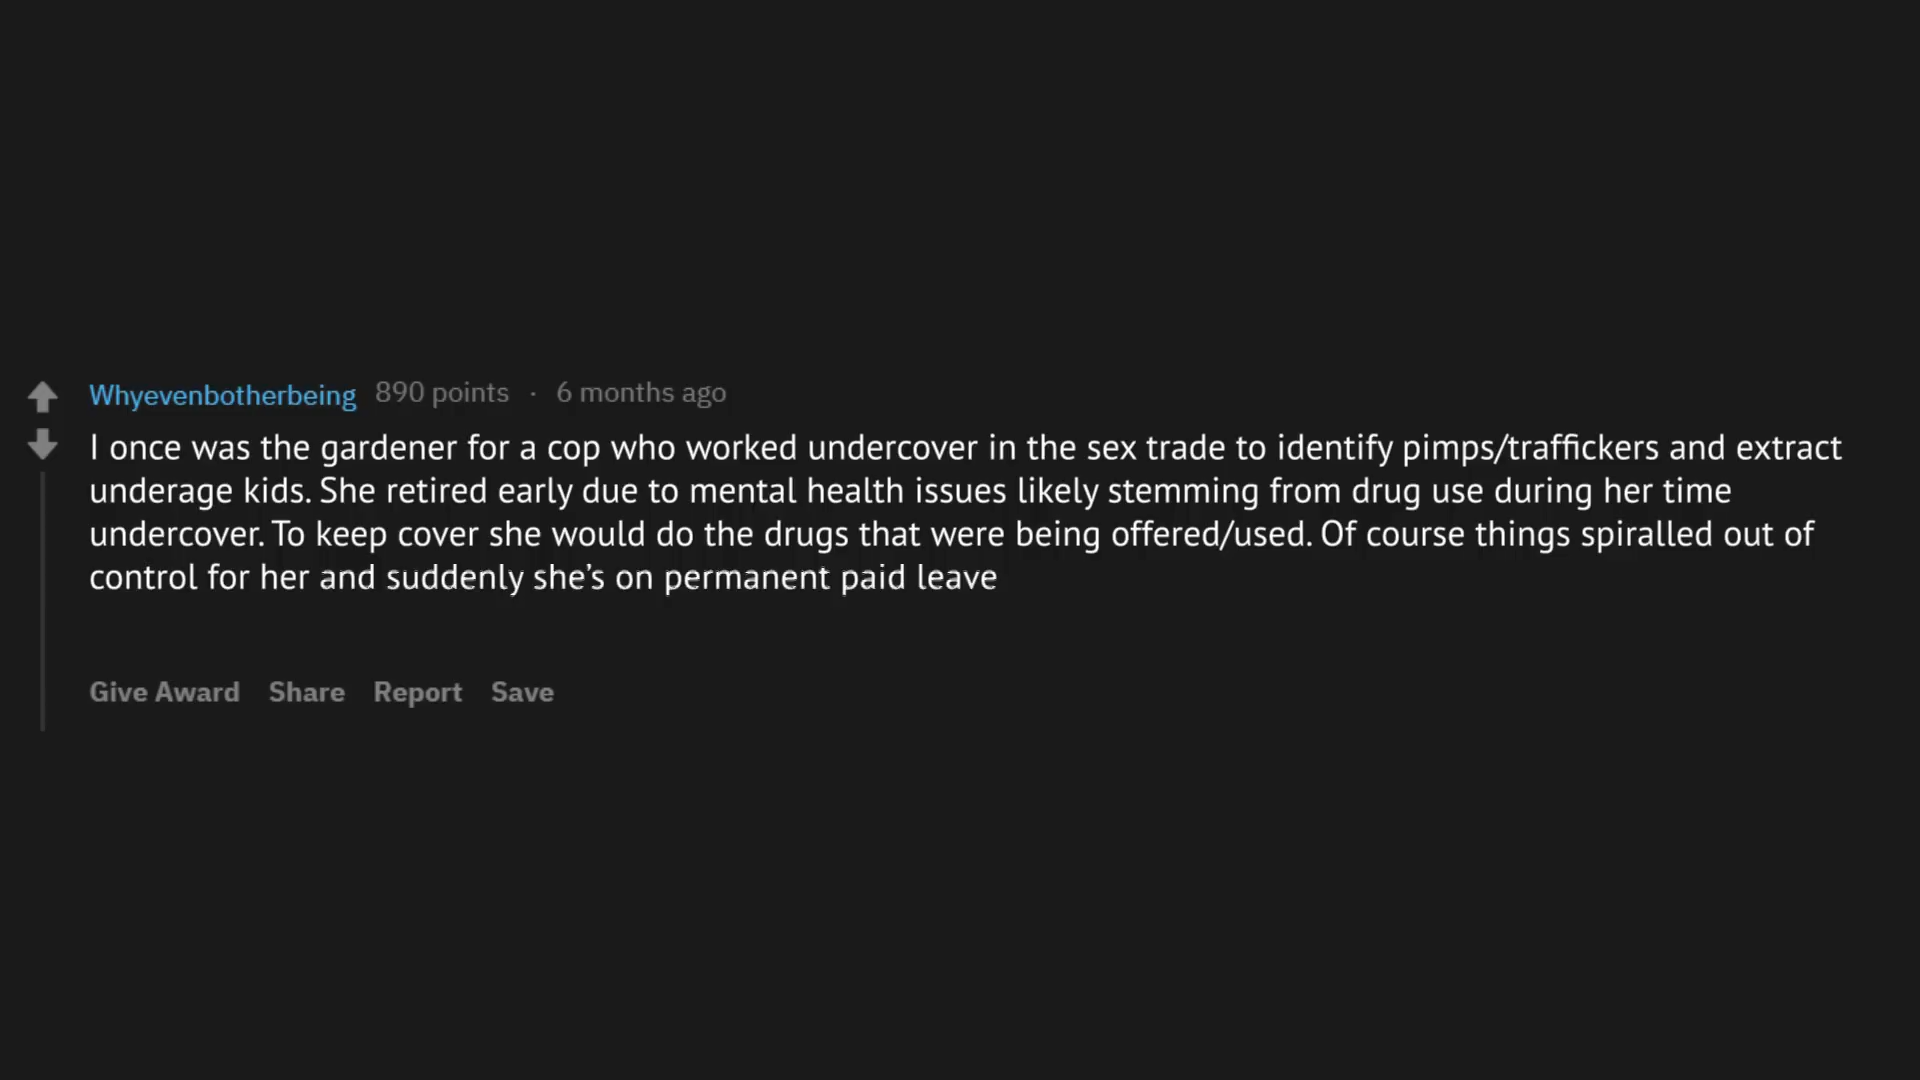 Whyevenbotherbeing 890 points · 6 months ago
I once was the gardener for a cop who worked undercover in the sex trade to identify pimps/traffickers and extract
underage kids. She retired early due to mental health issues likely stemming from drug use during her time
undercover. To keep cover she would do the drugs that were being offered/used. Of course things spiralled out of
control for her and suddenly she's on permanent paid leave
Give Award Share Report Save